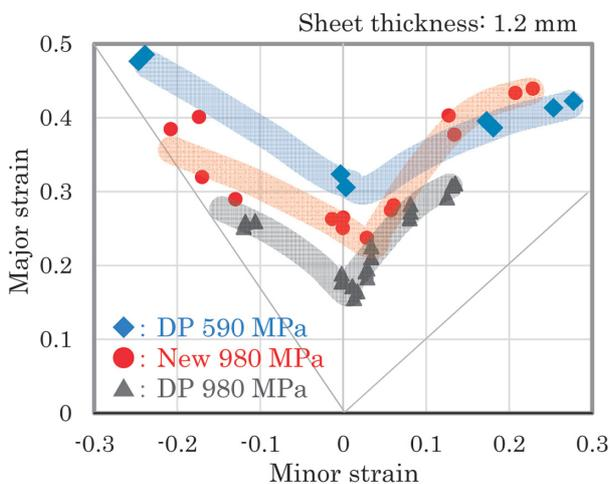 Sheet thickness: 1.2 mm
0.5
0.4
0.3
0.2
0.1
0
Major strain
: DP 590 MPa
: New 980 MPa
: DP 980 MPa
-0.3 -0.2 -0.1 0 0.1 0.2 0.3
Minor strain